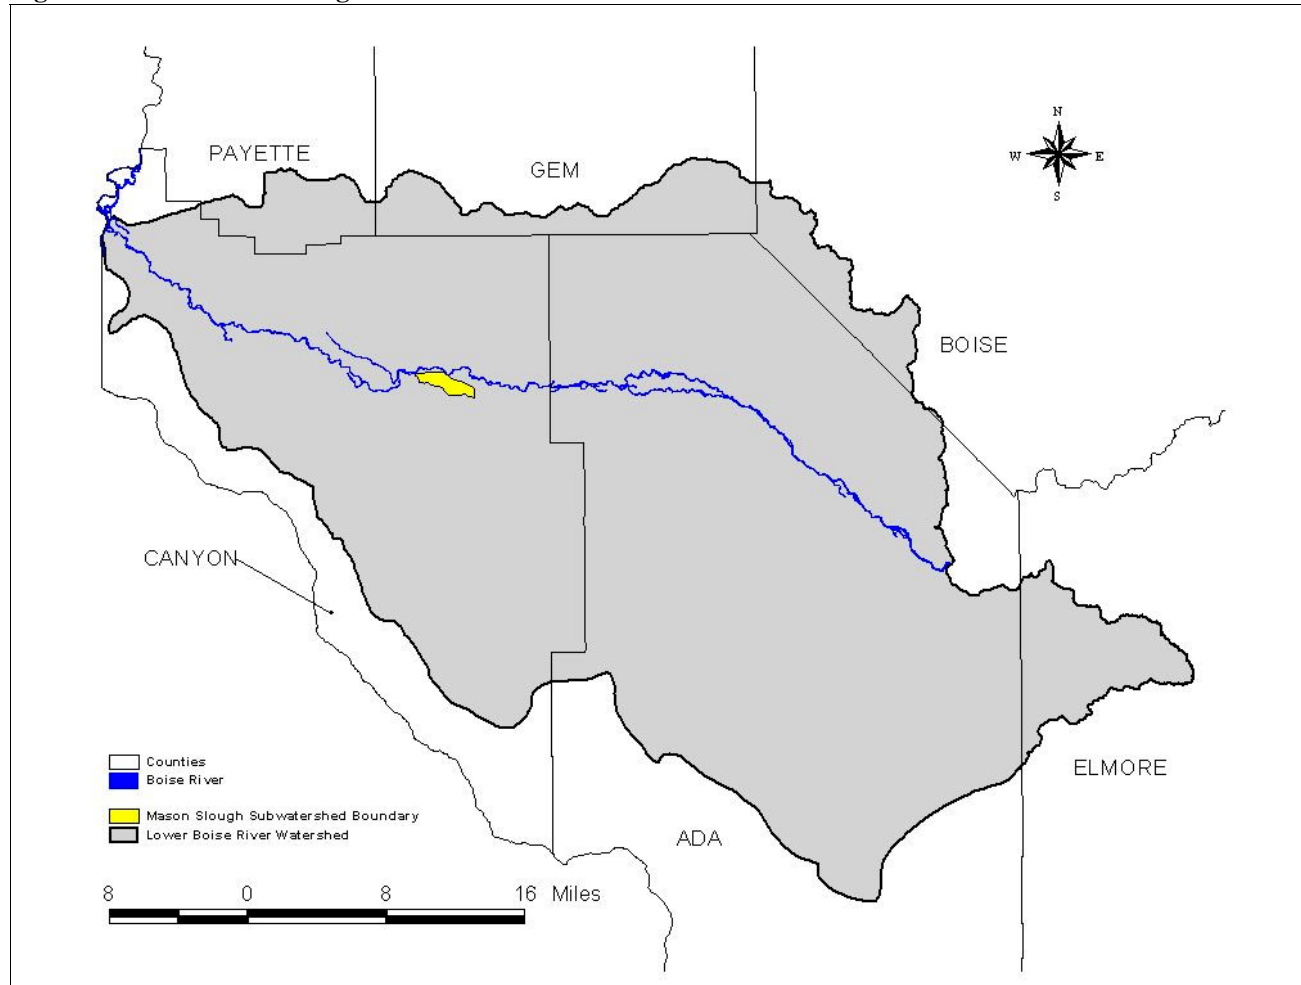 N
PAYETTE
W
E
GEM
S
BOISE
CANYON
Counties
Boise River
ELMORE
Mason Slough Subwatershed Boundary
Lower Boise River Watershed
ADA
8 0 8 16 Miles